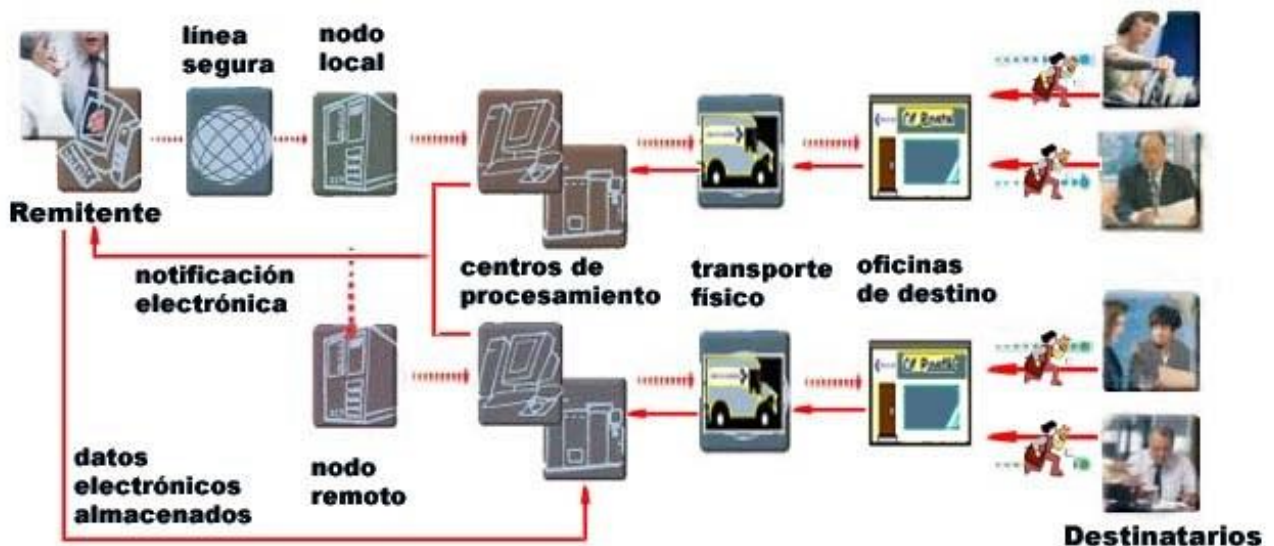 línea
segura
nodo
local
Remitente
notificación
electrónica
centros de
procesamiento
transporte
físico
oficinas
de destino
datos
electrónicos
almacenados
nodo
remoto
Destinatarios